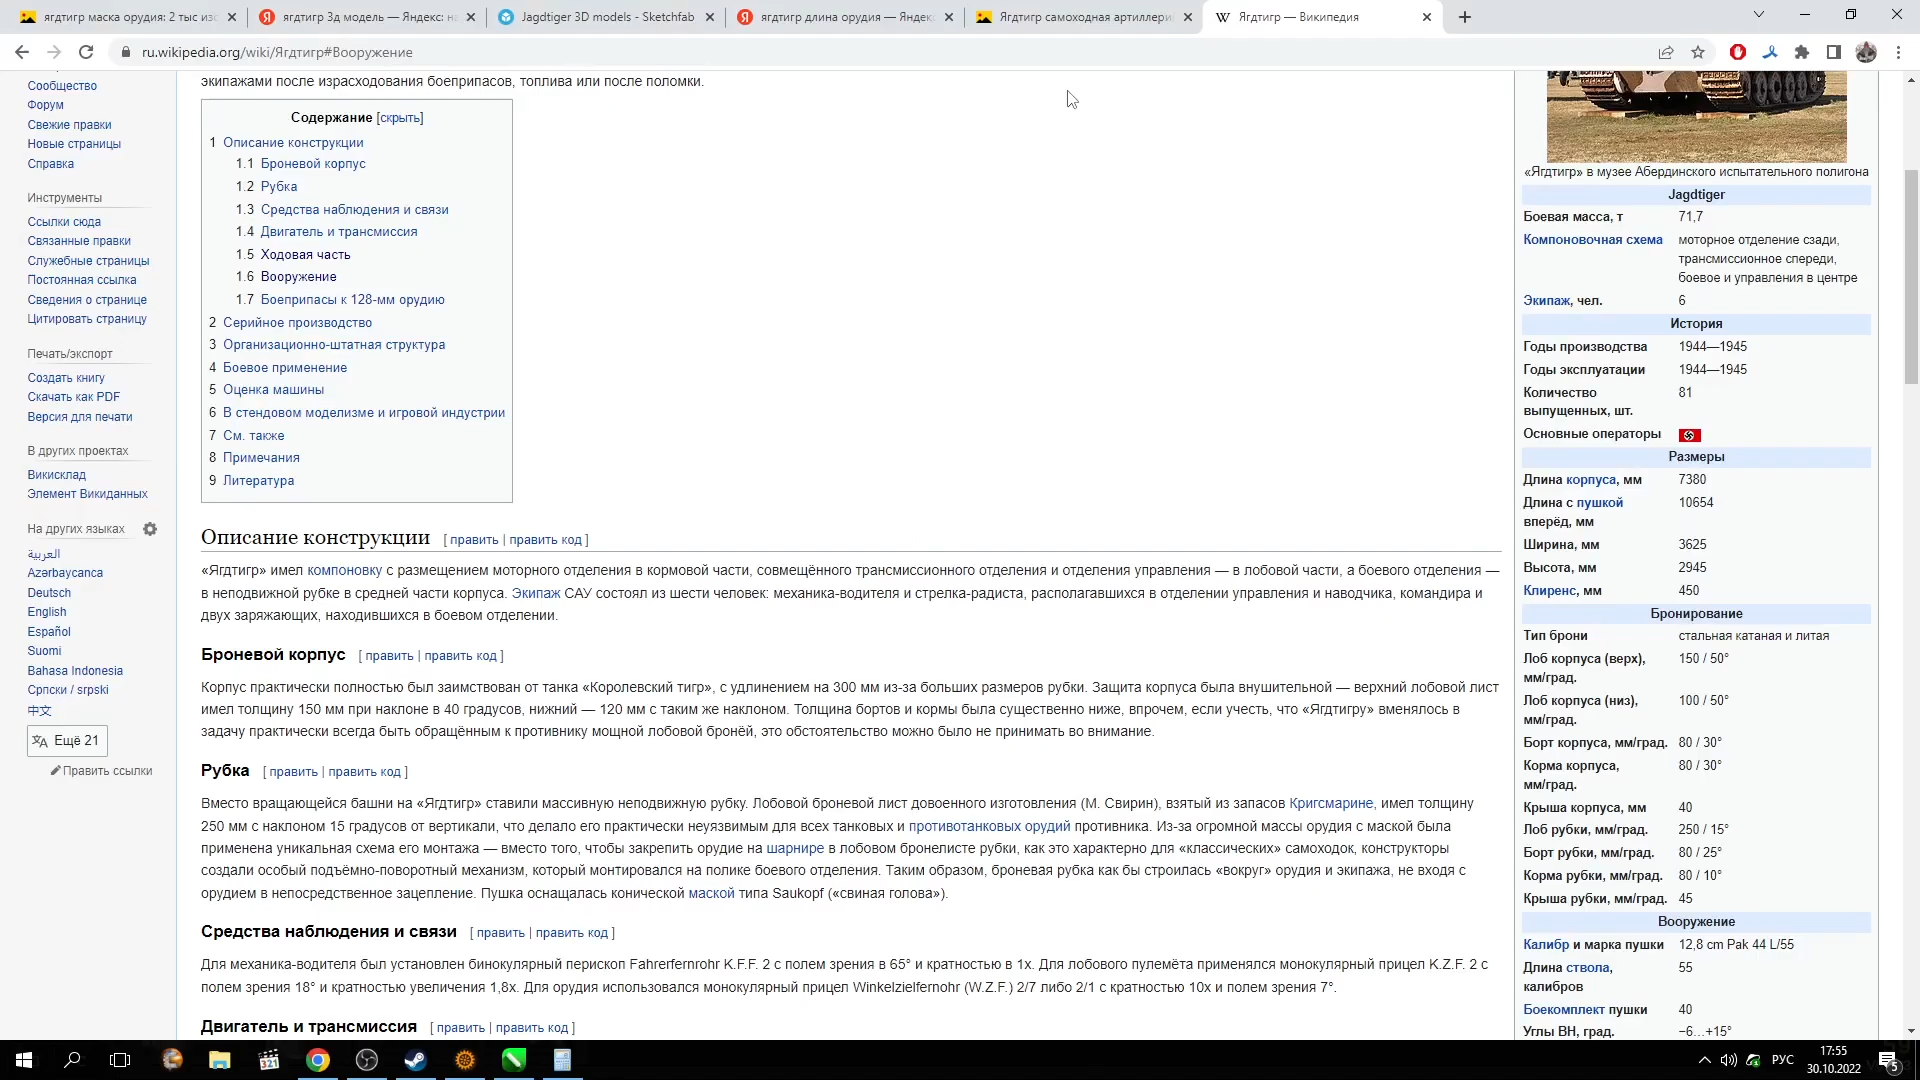 ягдтигр маска орудия: 2 тыс изс
ягдтигр 3д модель — Яндекс: на
Jagdtiger 3D models - Sketchfab
ягдтигр длина орудия — Яндекс
Ягдтигр самоходная артиллери
Ягдтигр — Википедия
ru.wikipedia.org/wiki/Ягдтигр#Вооружение
Сообщество
Форум
Свежие правки
Новые страницы
Справка
Инструменты
Ссылки сюда
Связанные правки
Служебные страницы
Постоянная ссылка
Сведения о странице
Цитировать страницу
Печать/экспорт
Создать книгу
Скачать как PDF
Версия для печати
В других проектах
Викисклад
Элемент Викиданных
На других языках
العربية
Azərbaycanca
Deutsch
English
Español
Suomi
Bahasa Indonesia
Српски / srpski
中文
Ещё 21
Править ссылки
экипажами после израсходования боеприпасов, топлива или после поломки.
Содержание [скрыть]
1 Описание конструкции
1.1 Броневой корпус
1.2 Рубка
1.3 Средства наблюдения и связи
1.4 Двигатель и трансмиссия
1.5 Ходовая часть
1.6 Вооружение
1.7 Боеприпасы к 128-мм орудию
2 Серийное производство
3 Организационно-штатная структура
4 Боевое применение
5 Оценка машины
6 В стендовом моделизме и игровой индустрии
7 См. также
8 Примечания
9 Литература
Описание конструкции [ править | править код ]
«Ягдтигр» имел компоновку с размещением моторного отделения в кормовой части, совмещённого трансмиссионного отделения и отделения управления — в лобовой части, а боевого отделения —
в неподвижной рубке в средней части корпуса. Экипаж САУ состоял из шести человек: механика-водителя и стрелка-радиста, располагавшихся в отделении управления и наводчика, командира и
двух заряжающих, находившихся в боевом отделении.
Броневой корпус [ править | править код ]
Корпус практически полностью был заимствован от танка «Королевский тигр», с удлинением на 300 мм из-за больших размеров рубки. Защита корпуса была внушительной — верхний лобовой лист
имел толщину 150 мм при наклоне в 40 градусов, нижний — 120 мм с таким же наклоном. Толщина бортов и кормы была существенно ниже, впрочем, если учесть, что «Ягдтигру» вменялось в
задачу практически всегда быть обращённым к противнику мощной лобовой бронёй, это обстоятельство можно было не принимать во внимание.
Рубка [ править | править код ]
Вместо вращающейся башни на «Ягдтигр» ставили массивную неподвижную рубку. Лобовой броневой лист довоенного изготовления (М. Свирин), взятый из запасов Кригсмарине, имел толщину
250 мм с наклоном 15 градусов от вертикали, что делало его практически неуязвимым для всех танковых и противотанковых орудий противника. Из-за огромной массы орудия с маской была
применена уникальная схема его монтажа — вместо того, чтобы закрепить орудие на шарнире в лобовом бронелисте рубки, как это характерно для «классических» самоходок, конструкторы
создали особый подъёмно-поворотный механизм, который монтировался на полике боевого отделения. Таким образом, броневая рубка как бы строилась «вокруг» орудия и экипажа, не входя с
орудием в непосредственное зацепление. Пушка оснащалась конической маской типа Saukopf («свиная голова»).
Средства наблюдения и связи [ править | править код ]
Для механика-водителя был установлен бинокулярный перископ Fahrerfernrohr K.F.F. 2 с полем зрения в 65° и кратностью в 1x. Для лобового пулемёта применялся монокулярный прицел K.Z.F. 2 с
полем зрения 18° и кратностью увеличения 1,8x. Для орудия использовался монокулярный прицел Winkelzielfernohr (W.Z.F.) 2/7 либо 2/1 с кратностью 10x и полем зрения 7°.
Двигатель и трансмиссия [ править | править код ]
«Ягдтигр» в музее Абердинского испытательного полигона
Jagdtiger
Боевая масса, т 71,7
Компоновочная схема моторное отделение сзади,
трансмиссионное спереди,
боевое и управления в центре
Экипаж, чел. 6
История
Годы производства 1944—1945
Годы эксплуатации 1944—1945
Количество 81
выпущенных, шт.
Основные операторы
Размеры
Длина корпуса, мм 7380
Длина с пушкой 10654
вперёд, мм
Ширина, мм 3625
Высота, мм 2945
Клиренс, мм 450
Бронирование
Тип брони стальная катаная и литая
Лоб корпуса (верх), 150 / 50°
мм/град.
Лоб корпуса (низ), 100 / 50°
мм/град.
Борт корпуса, мм/град. 80 / 30°
Корма корпуса, 80 / 30°
мм/град.
Крыша корпуса, мм 40
Лоб рубки, мм/град. 250 / 15°
Борт рубки, мм/град. 80 / 25°
Корма рубки, мм/град. 80 / 10°
Крыша рубки, мм/град. 45
Вооружение
Калибр и марка пушки 12,8 cm Pak 44 L/55
Длина ствола, 55
калибров
Боекомплект пушки 40
Углы ВН, град. −6…+15°
321
РУС
17:55
30.10.2022
5